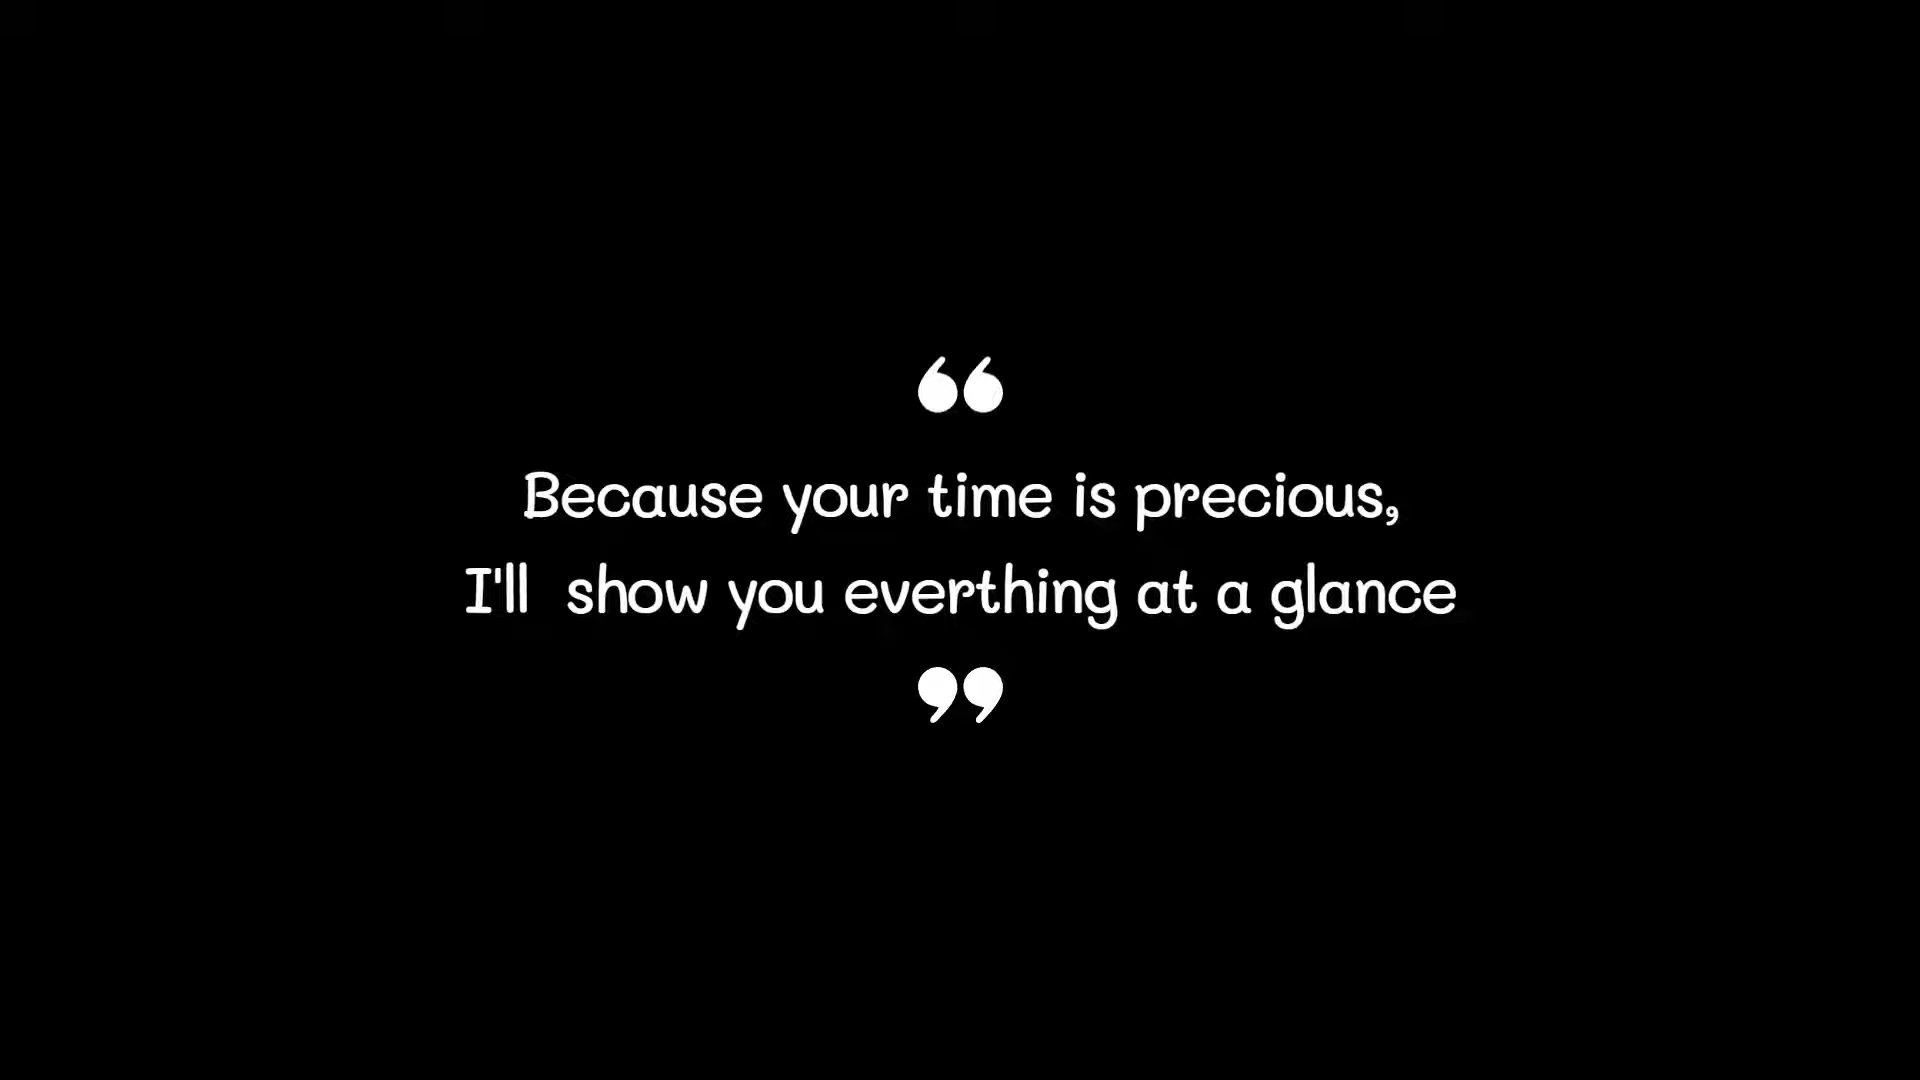 “
Because your time is precious,
I'll  show you everthing at a glance
”